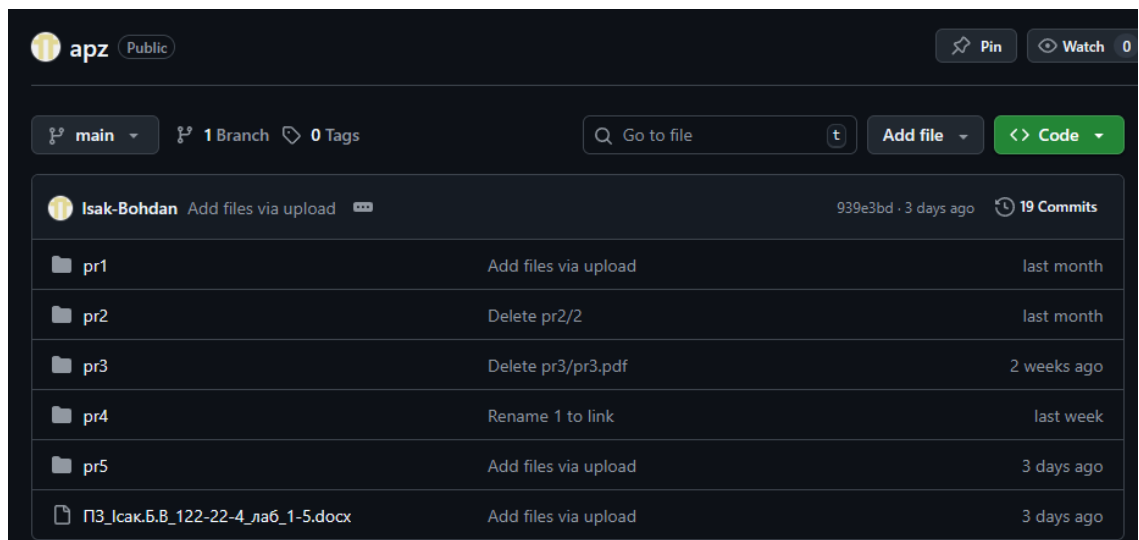 apz Public Pin Watch 0
main 1 Branch 0 Tags Go to file t Add file Code
Isak-Bohdan Add files via upload 939e3bd · 3 days ago 19 Commits
pr1 Add files via upload last month
pr2 Delete pr2/2 last month
pr3 Delete pr3/pr3.pdf 2 weeks ago
pr4 Rename 1 to link last week
pr5 Add files via upload 3 days ago
ПЗ_Ісак.Б.В_122-22-4_лаб_1-5.docx Add files via upload 3 days ago